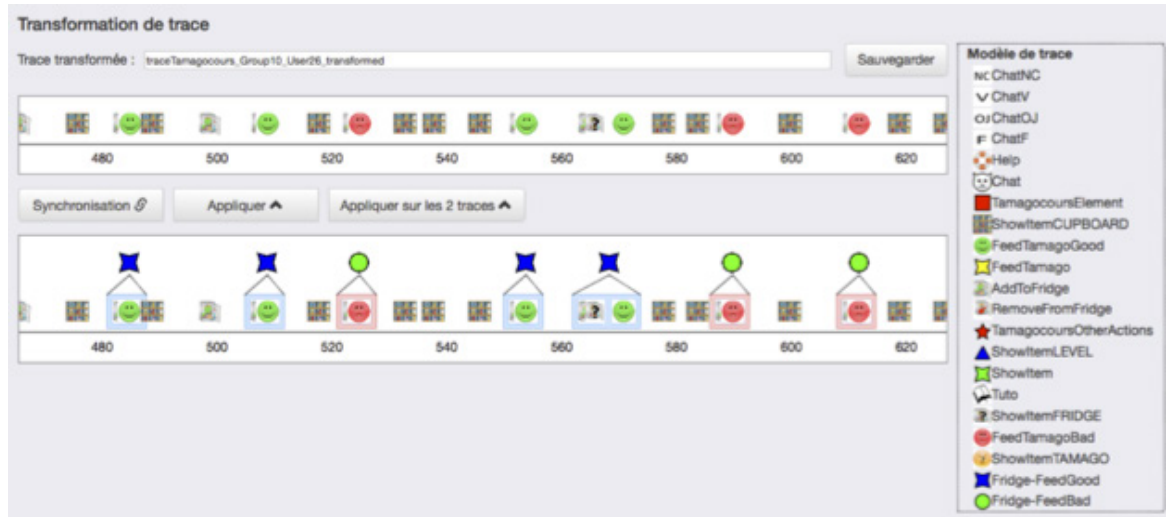 Transformation de trace
Trace transformée : traceTamagocours_Group10_User26_transformed Sauvegarder
480 500 520 540 560 580 600 620
Synchronisation Appliquer Appliquer sur les 2 traces
480 500 520 540 560 580 600 620
Modèle de trace
NC ChatNC
V ChatV
OJ ChatOJ
F ChatF
Help
Chat
TamagocoursElement
ShowItemCUPBOARD
FeedTamagoGood
FeedTamago
AddToFridge
RemoveFromFridge
TamagocoursOtherActions
ShowItemLEVEL
ShowItem
Tuto
ShowItemFRIDGE
FeedTamagoBad
ShowItemTAMAGO
Fridge-FeedGood
Fridge-FeedBad